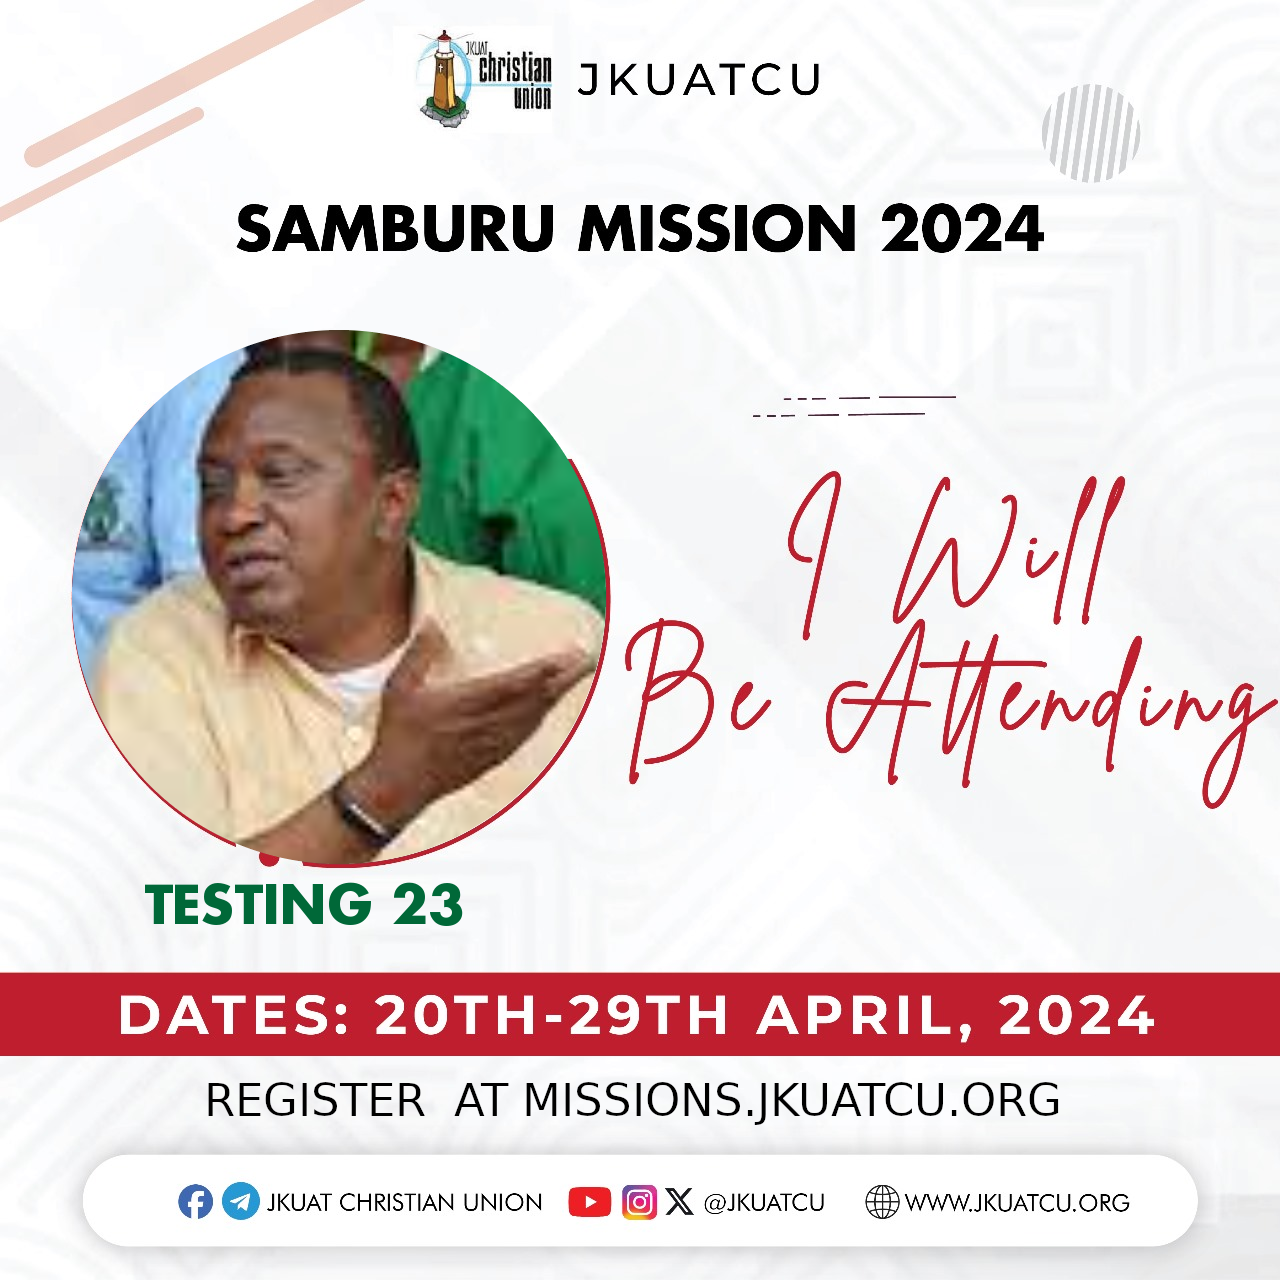 JKUAT
christian
union
JKUATCU
SAMBURU MISSION 2024
I Will
Be Attending
TESTING 23
DATES: 20TH-29TH APRIL, 2024
REGISTER  AT MISSIONS.JKUATCU.ORG
JKUAT CHRISTIAN UNION @JKUATCU WWW.JKUATCU.ORG